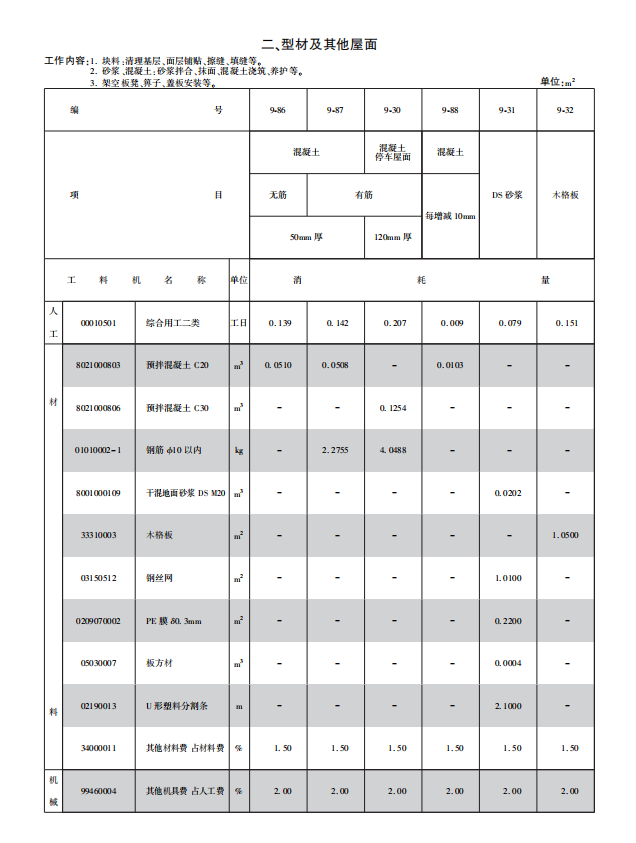 二、型材及其他屋面
工作内容:1. 块料:清理基层、面层铺贴、擦缝、填缝等。
2. 砂浆、混凝土:砂浆拌合、抹面、混凝土浇筑、养护等。
3. 架空板凳、箅子、盖板安装等。
单位:m²
编 号 9-86 9-87 9-30 9-88 9-31 9-32
项 目
混凝土 混凝土停车屋面 混凝土 DS 砂浆 木格板
无筋 有筋 每增减 10mm
50mm 厚 120mm 厚
工 料 机 名 称 单位 消 耗 量
人工 00010501 综合用工二类 工日 0.139 0.142 0.207 0.009 0.079 0.151
材料
8021000803 预拌混凝土 C20 m³ 0.0510 0.0508 - 0.0103 - -
8021000806 预拌混凝土 C30 m³ - - 0.1254 - - -
01010002-1 钢筋 ϕ10 以内 kg - 2.2755 4.0488 - - -
8001000109 干混地面砂浆 DS M20 m³ - - - - 0.0202 -
33310003 木格板 m² - - - - - 1.0500
03150512 钢丝网 m² - - - - 1.0100 -
0209070002 PE 膜 δ0.3mm m² - - - - 0.2200 -
05030007 板方材 m³ - - - - 0.0004 -
02190013 U 形塑料分割条 m - - - - 2.1000 -
34000011 其他材料费 占材料费 % 1.50 1.50 1.50 1.50 1.50 1.50
机械 99460004 其他机具费 占人工费 % 2.00 2.00 2.00 2.00 2.00 2.00